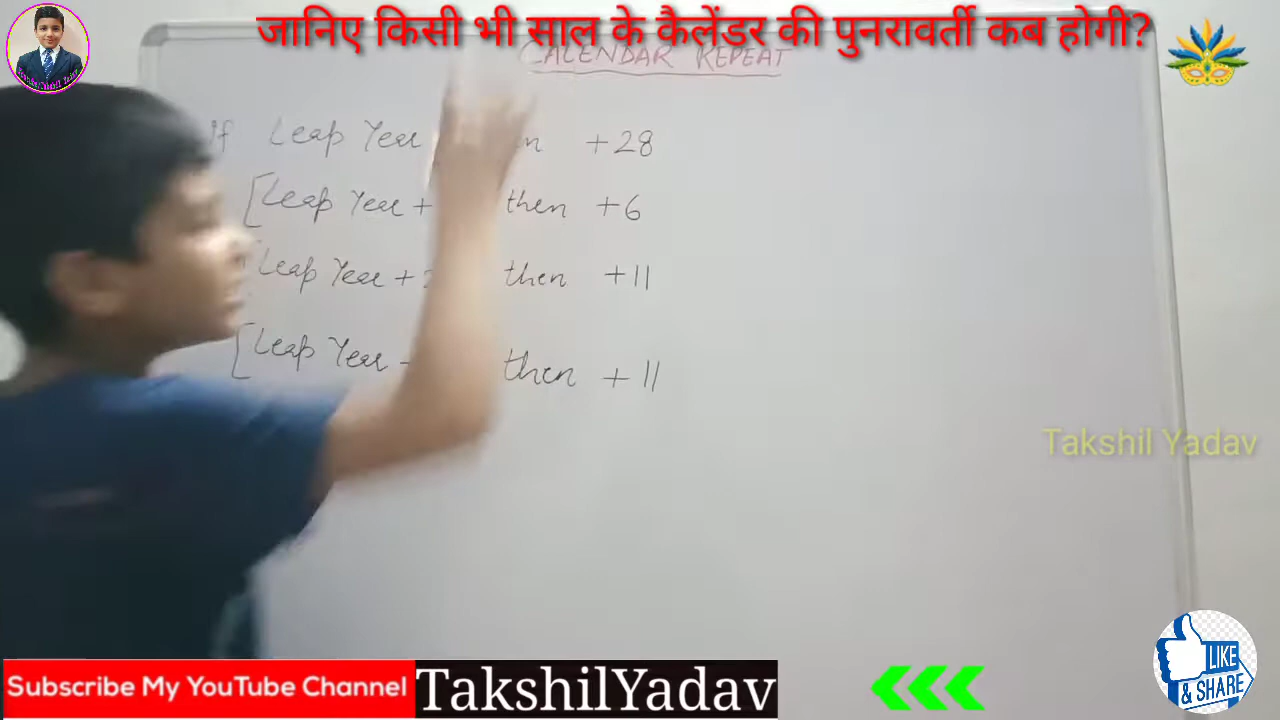 जानिए किसी भी साल के कैलेंडर की पुनरावर्ती कब होगी?
CALENDAR REPEAT
If Leap Year +28
[Leap Year + then +6
Leap Year + 2 then +11
[Leap Year then + 11
Takshil Yadav
Subscribe My YouTube Channel
TakshilYadav
LIKE
& SHARE